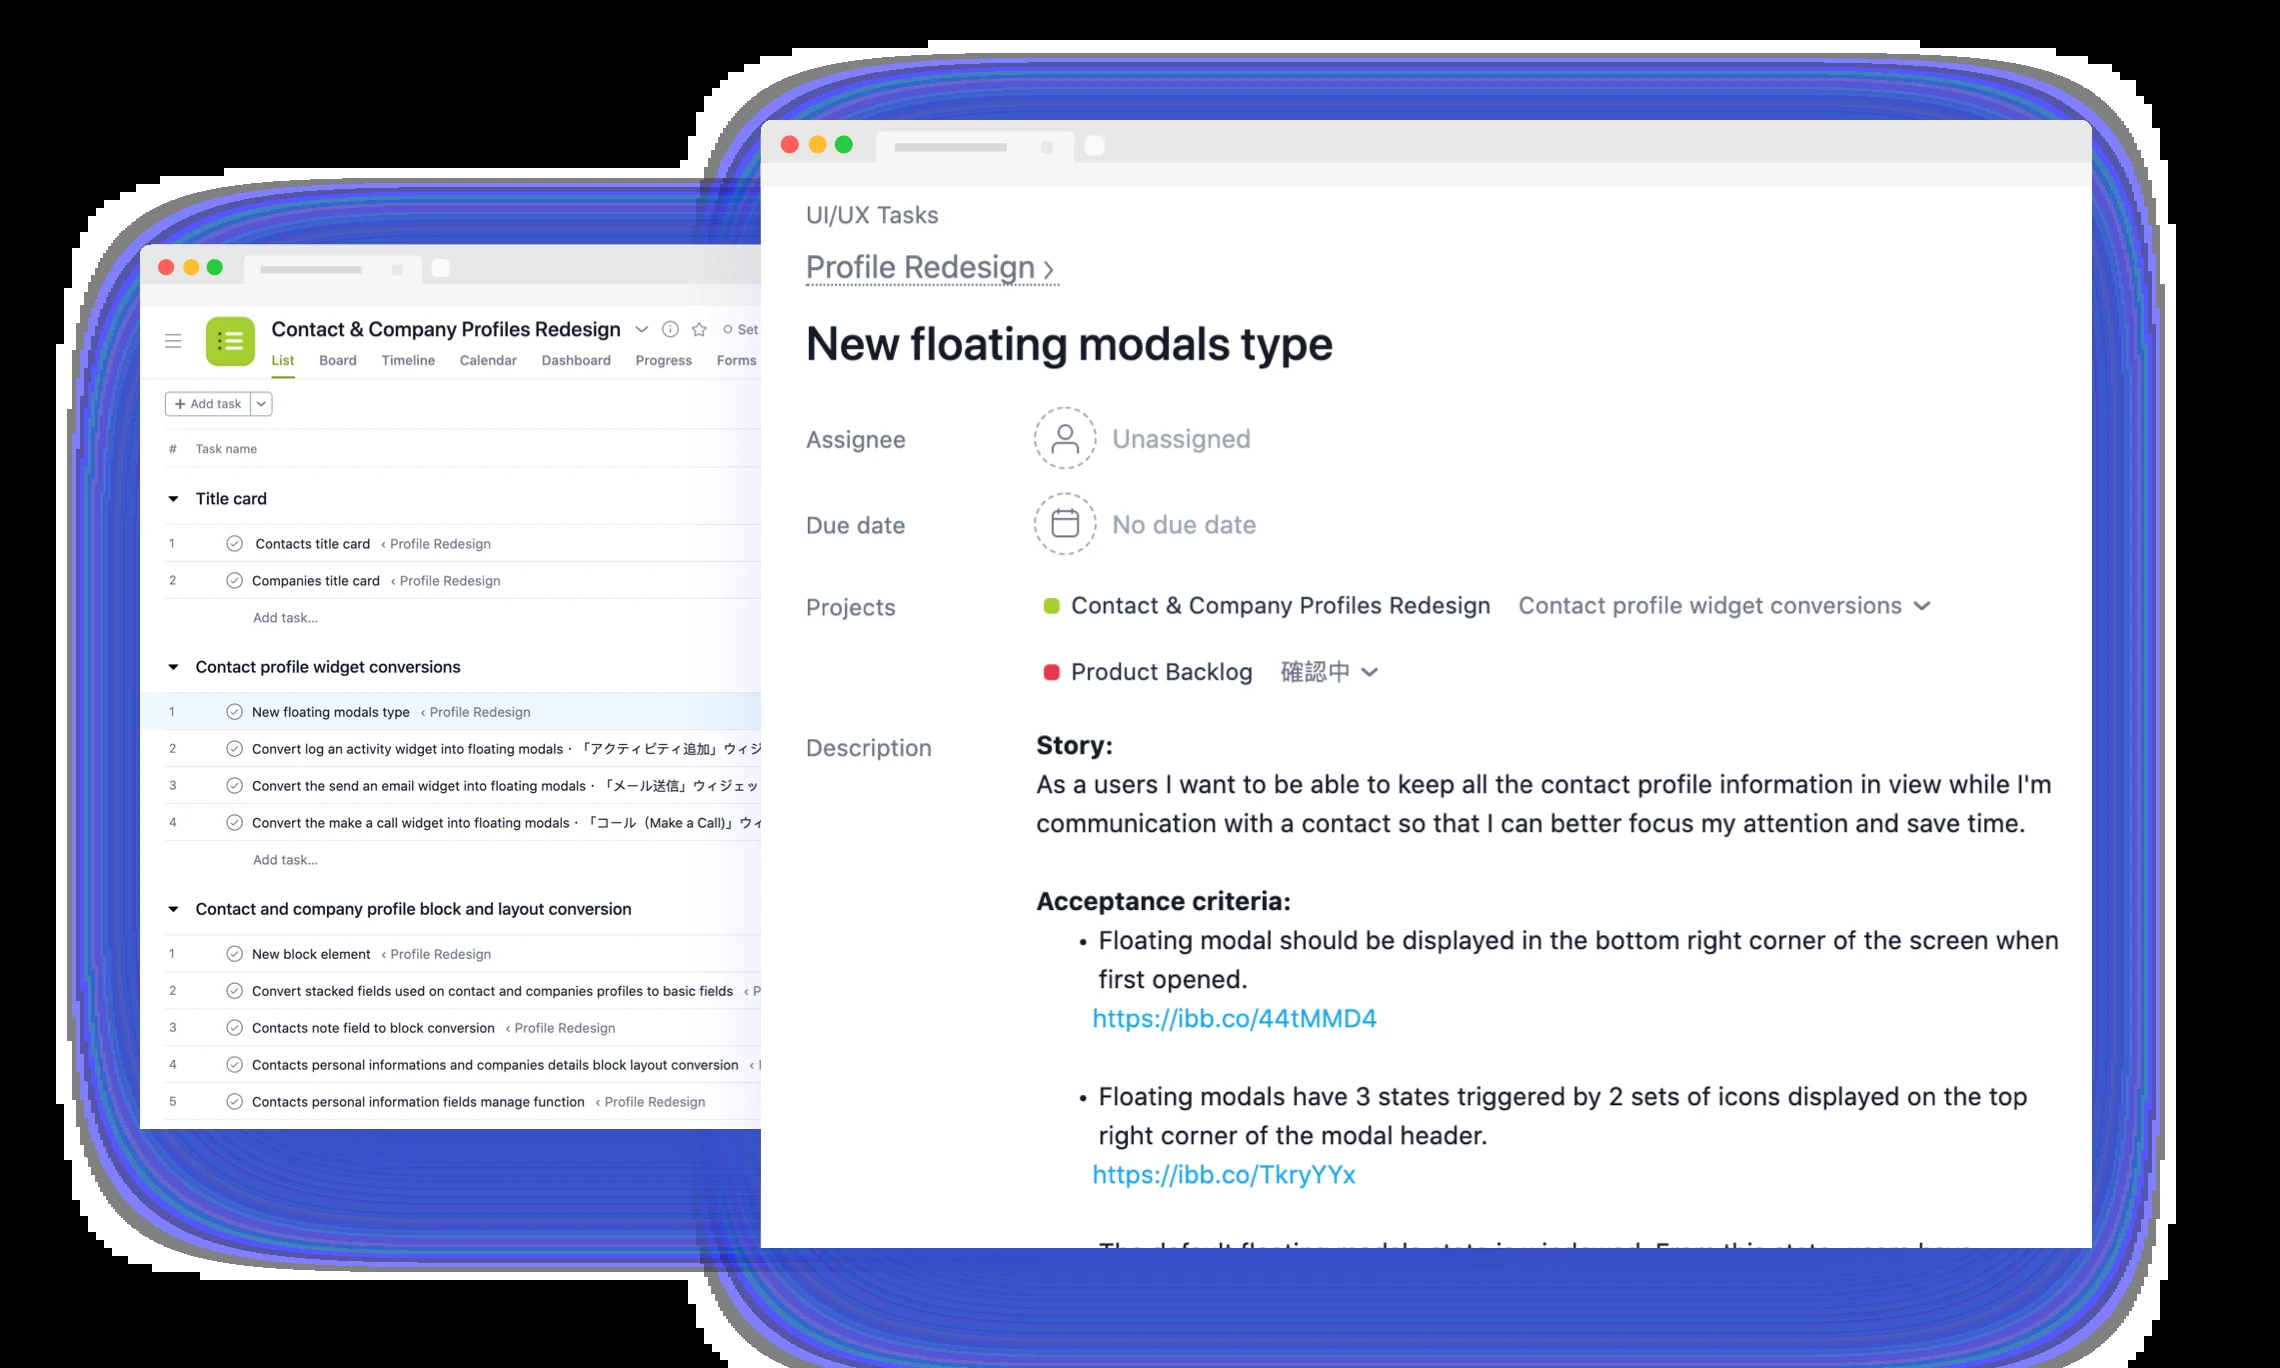 Contact & Company Profiles Redesign Set
List Board Timeline Calendar Dashboard Progress Forms
+ Add task
# Task name
Title card
1 Contacts title card ‹ Profile Redesign
2 Companies title card ‹ Profile Redesign
Add task...
Contact profile widget conversions
1 New floating modals type ‹ Profile Redesign
2 Convert log an activity widget into floating modals・「アクティビティ追加」ウィジ
3 Convert the send an email widget into floating modals・「メール送信」ウィジェッ
4 Convert the make a call widget into floating modals・「コール（Make a Call)」ウィ
Add task...
Contact and company profile block and layout conversion
1 New block element ‹ Profile Redesign
2 Convert stacked fields used on contact and companies profiles to basic fields ‹ P
3 Contacts note field to block conversion ‹ Profile Redesign
4 Contacts personal informations and companies details block layout conversion ‹
5 Contacts personal information fields manage function ‹ Profile Redesign
UI/UX Tasks
Profile Redesign ›
New floating modals type
Assignee Unassigned
Due date No due date
Projects Contact & Company Profiles Redesign Contact profile widget conversions
Product Backlog 確認中
Description Story:
As a users I want to be able to keep all the contact profile information in view while I'm
communication with a contact so that I can better focus my attention and save time.
Acceptance criteria:
• Floating modal should be displayed in the bottom right corner of the screen when
first opened.
https://ibb.co/44tMMD4
• Floating modals have 3 states triggered by 2 sets of icons displayed on the top
right corner of the modal header.
https://ibb.co/TkryYYx